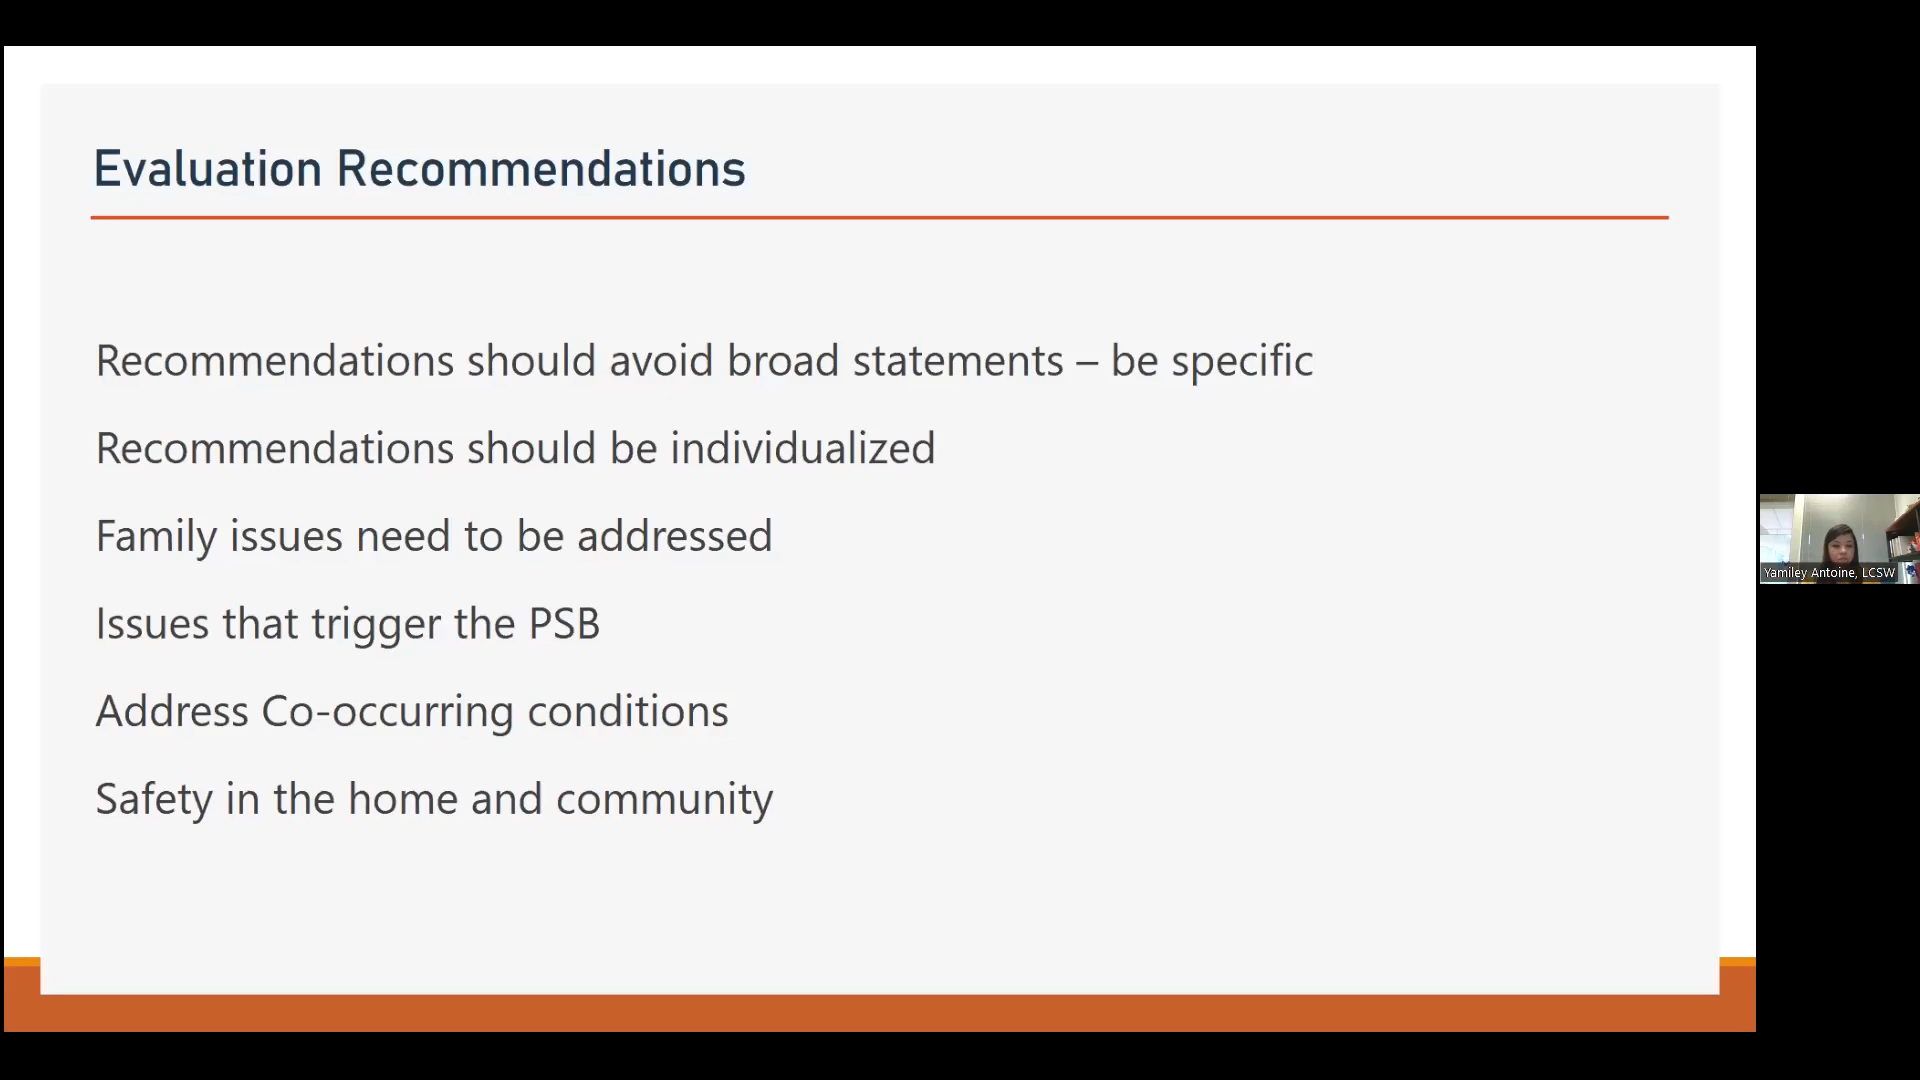 Evaluation Recommendations
Recommendations should avoid broad statements – be specific
Recommendations should be individualized
Family issues need to be addressed
Issues that trigger the PSB
Address Co-occurring conditions
Safety in the home and community
Yamiley Antoine, LCSW